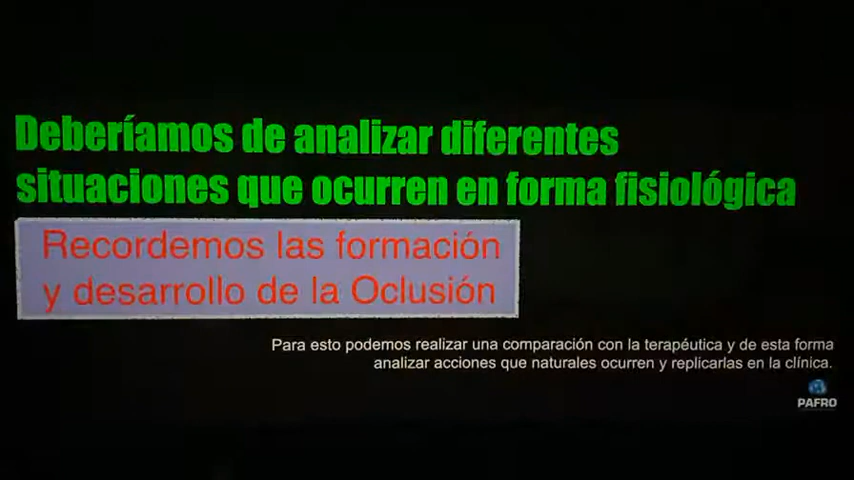 Deberíamos de analizar diferentes
situaciones que ocurren en forma fisiológica
Recordemos las formación
y desarrollo de la Oclusión
Para esto podemos realizar una comparación con la terapéutica y de esta forma
analizar acciones que naturales ocurren y replicarlas en la clínica.
PAFRO